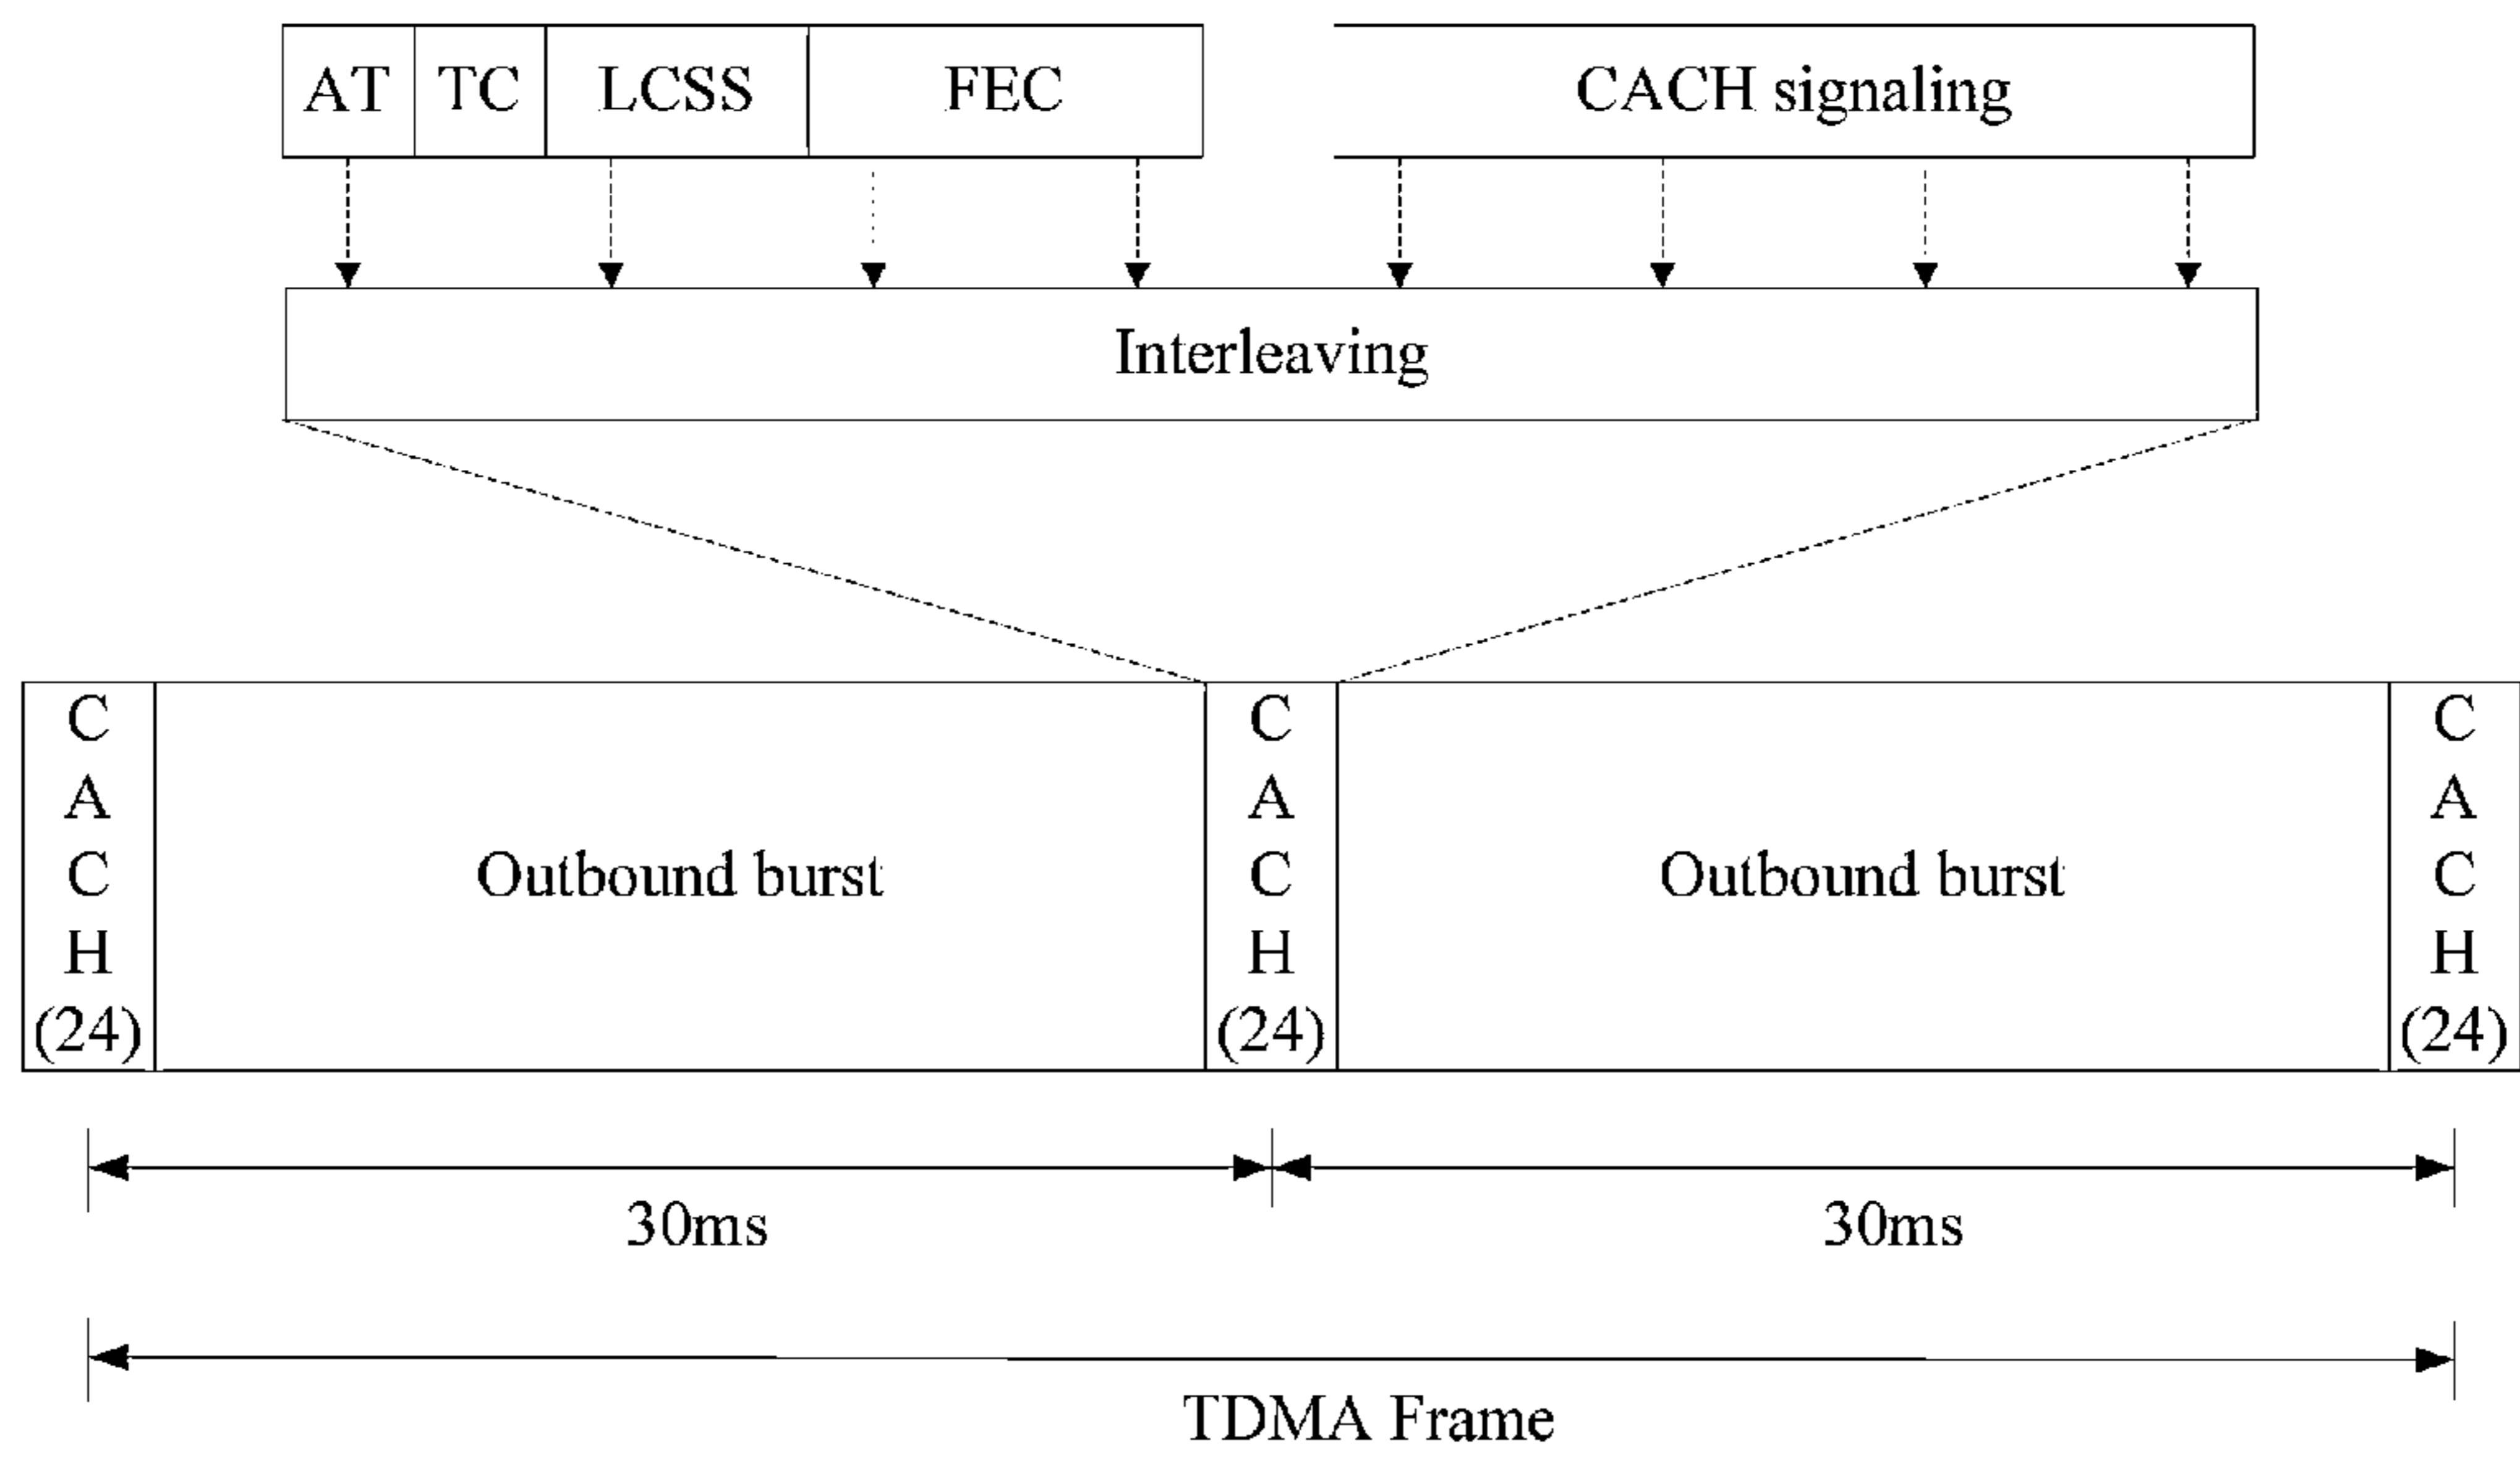 AT TC LCSS FEC CACH signaling
Interleaving
C
A
C
H
(24)
Outbound burst
C
A
C
H
(24)
Outbound burst
C
A
C
H
(24)
30ms 30ms
TDMA Frame